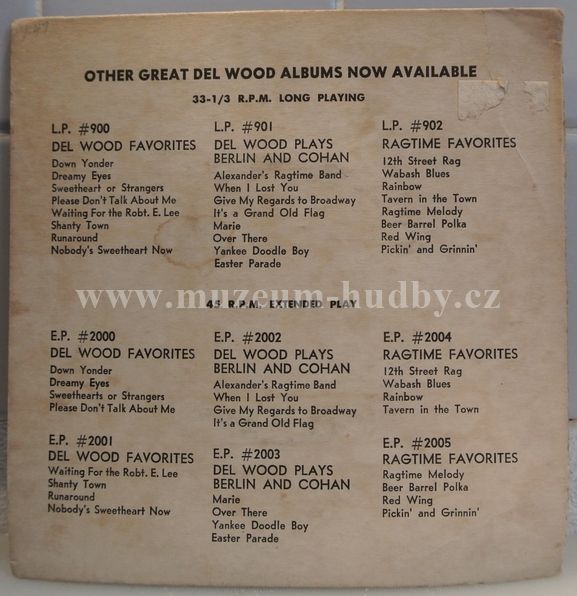 OTHER GREAT DEL WOOD ALBUMS NOW AVAILABLE
33-1/3 R.P.M. LONG PLAYING
L.P. #900
DEL WOOD FAVORITES
Down Yonder
Dreamy Eyes
Sweetheart or Strangers
Please Don't Talk About Me
Waiting For the Robt. E. Lee
Shanty Town
Runaround
Nobody's Sweetheart Now
L.P. #901
DEL WOOD PLAYS
BERLIN AND COHAN
Alexander's Ragtime Band
When I Lost You
Give My Regards to Broadway
It's a Grand Old Flag
Marie
Over There
Yankee Doodle Boy
Easter Parade
L.P. #902
RAGTIME FAVORITES
12th Street Rag
Wabash Blues
Rainbow
Tavern in the Town
Ragtime Melody
Beer Barrel Polka
Red Wing
Pickin' and Grinnin'
www.muzeum-hudby.cz
45 R.P.M. EXTENDED PLAY
E.P. #2000
DEL WOOD FAVORITES
Down Yonder
Dreamy Eyes
Sweethearts or Strangers
Please Don't Talk About Me
E.P. #2002
DEL WOOD PLAYS
BERLIN AND COHAN
Alexander's Ragtime Band
When I Lost You
Give My Regards to Broadway
It's a Grand Old Flag
E.P. #2004
RAGTIME FAVORITES
12th Street Rag
Wabash Blues
Rainbow
Tavern in the Town
E.P. #2001
DEL WOOD FAVORITES
Waiting For the Robt. E. Lee
Shanty Town
Runaround
Nobody's Sweetheart Now
E.P. #2003
DEL WOOD PLAYS
BERLIN AND COHAN
Marie
Over There
Yankee Doodle Boy
Easter Parade
E.P. #2005
RAGTIME FAVORITES
Ragtime Melody
Beer Barrel Polka
Red Wing
Pickin' and Grinnin'